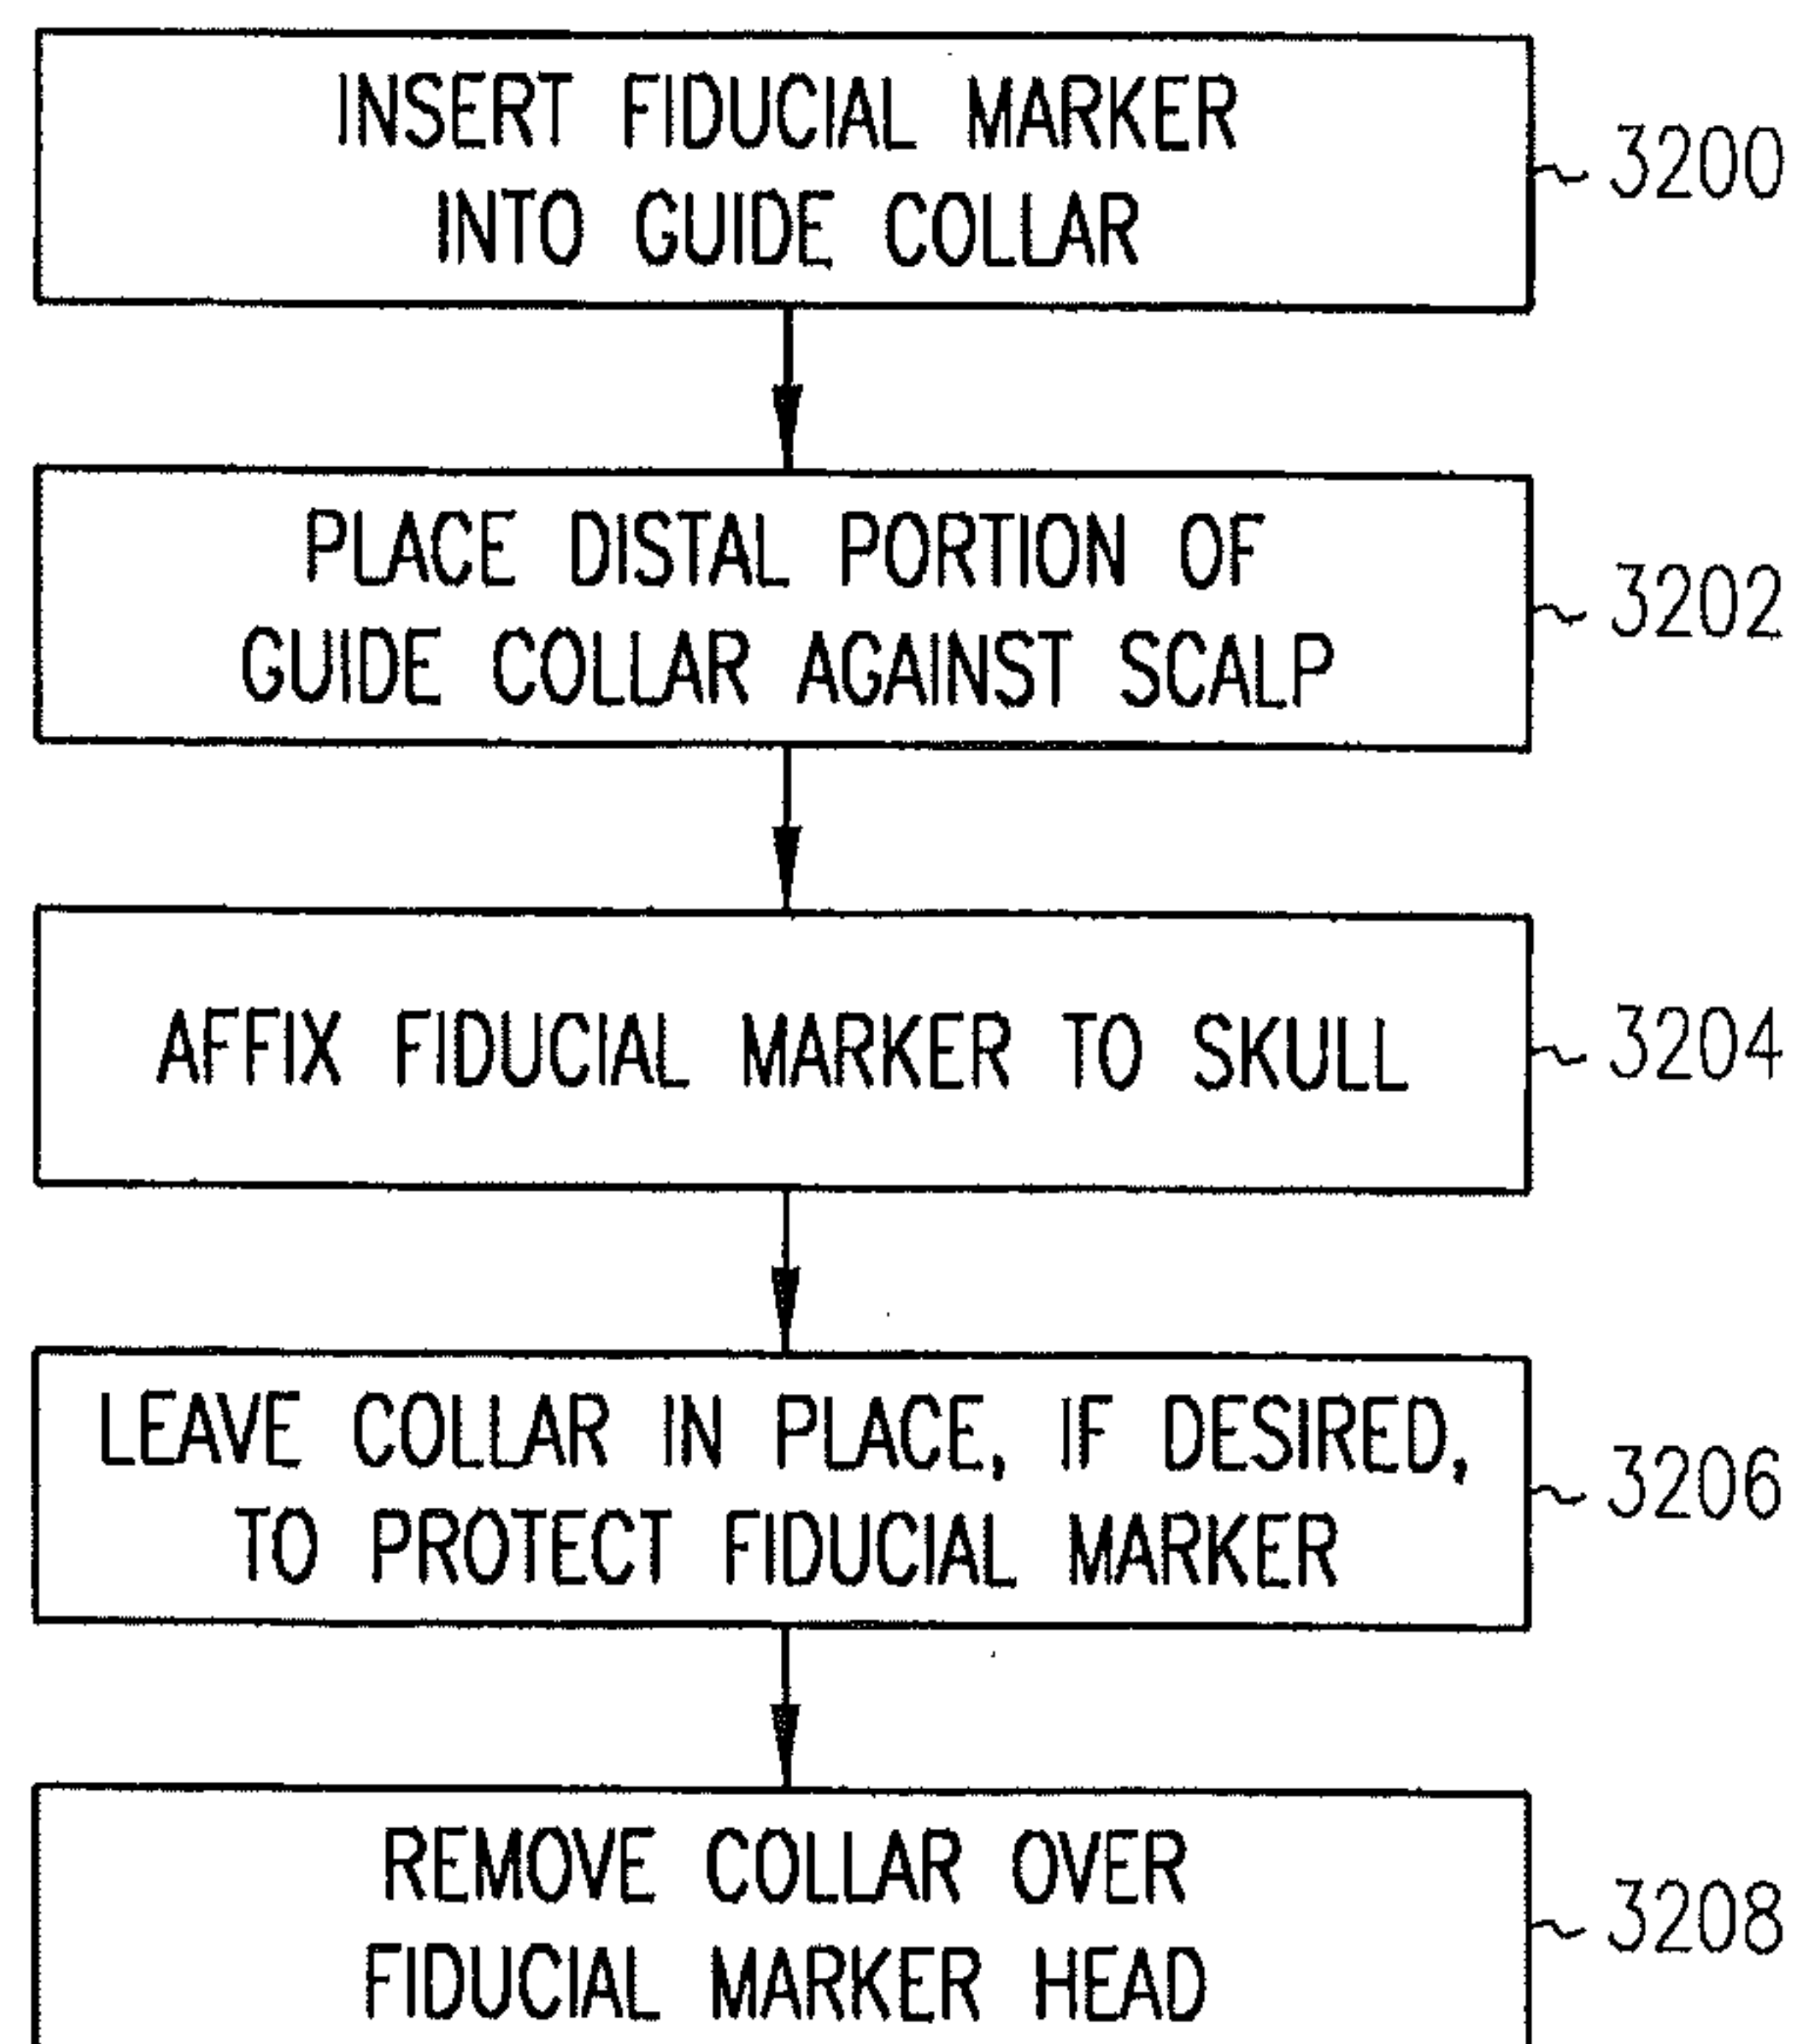 INSERT FIDUCIAL MARKER
INTO GUIDE COLLAR
3200
PLACE DISTAL PORTION OF
GUIDE COLLAR AGAINST SCALP
3202
AFFIX FIDUCIAL MARKER TO SKULL
3204
LEAVE COLLAR IN PLACE, IF DESIRED,
TO PROTECT FIDUCIAL MARKER
3206
REMOVE COLLAR OVER
FIDUCIAL MARKER HEAD
3208